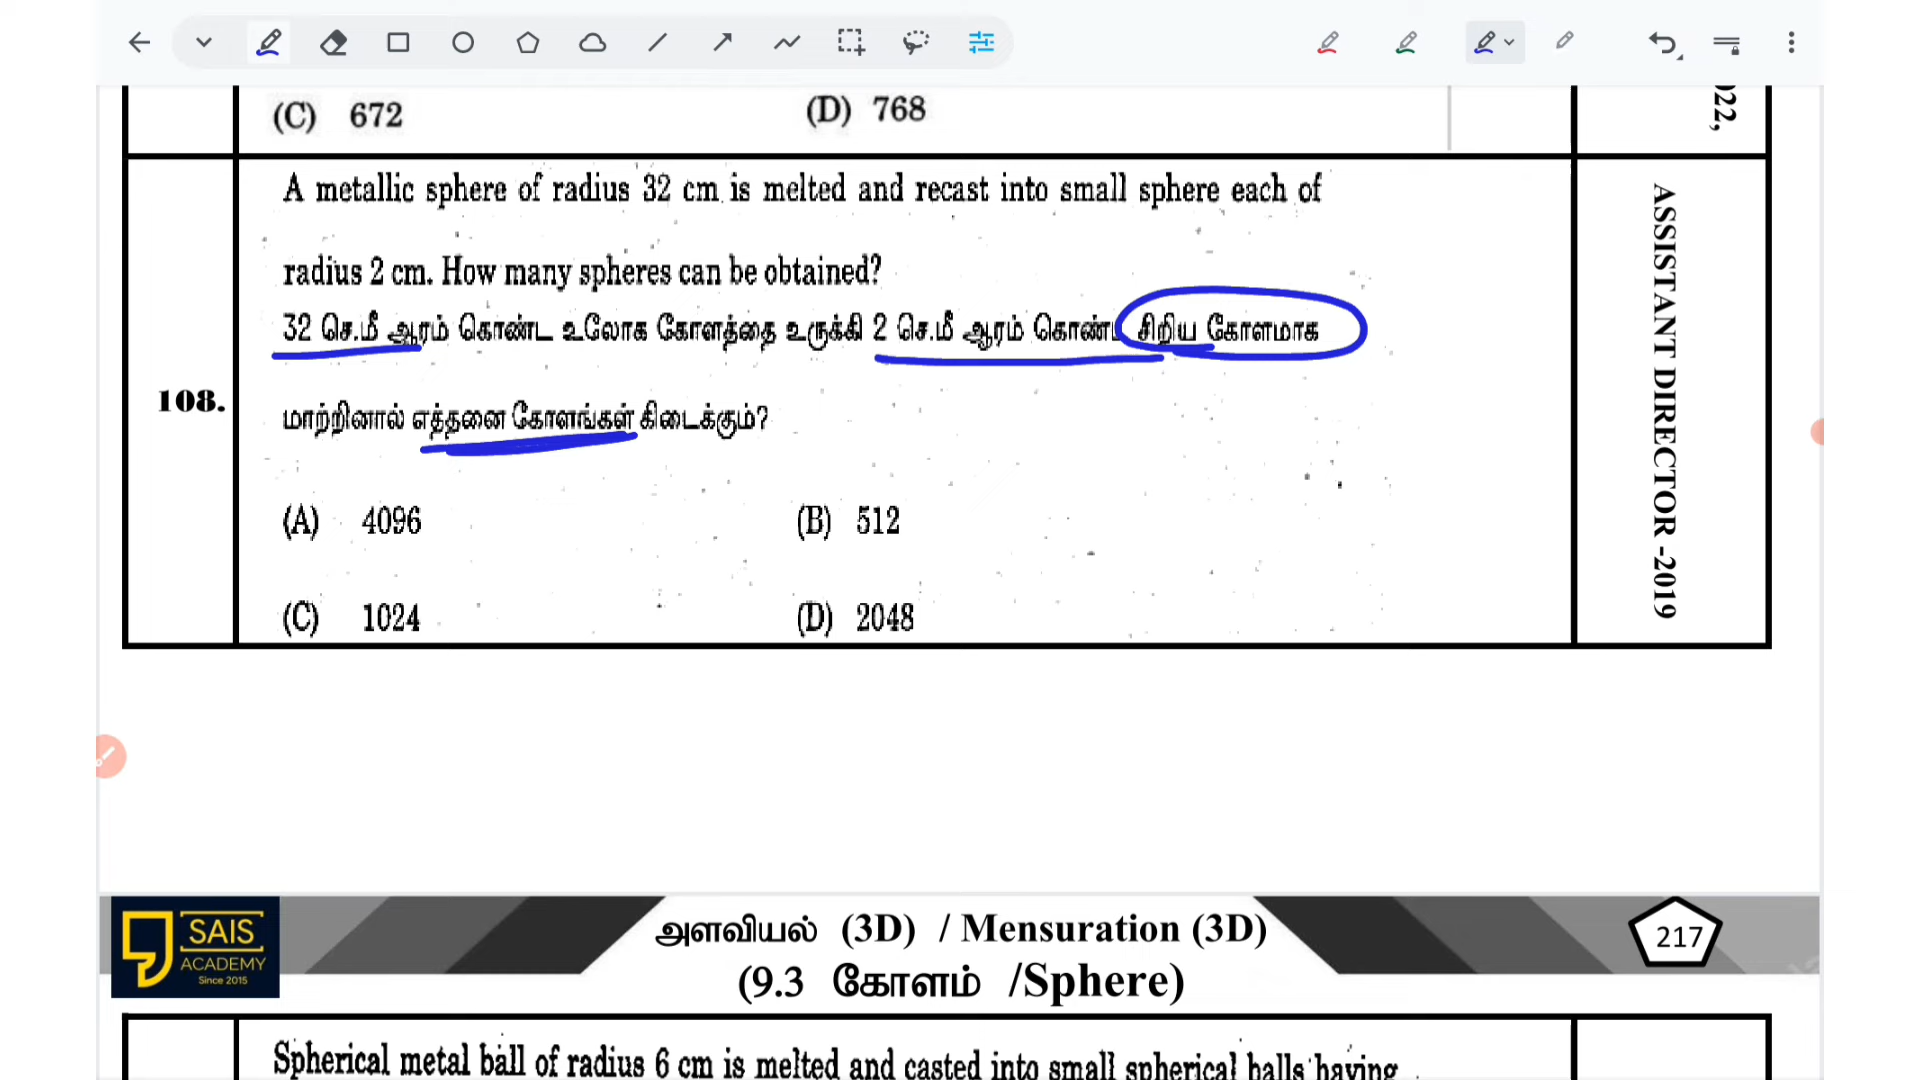 (C) 672 (D) 768
022,
A metallic sphere of radius 32 cm is melted and recast into small sphere each of
radius 2 cm. How many spheres can be obtained?
32 செ.மீ ஆரம் கொண்ட உலோக கோளத்தை உருக்கி 2 செ.மீ ஆரம் கொண்ட சிறிய கோளமாக
108.
மாற்றினால் எத்தனை கோளங்கள் கிடைக்கும்?
(A) 4096 (B) 512
(C) 1024 (D) 2048
ASSISTANT DIRECTOR -2019
SAIS
ACADEMY
Since 2015
அளவியல் (3D) / Mensuration (3D)
(9.3 கோளம் /Sphere)
217
Spherical metal ball of radius 6 cm is melted and casted into small spherical balls having